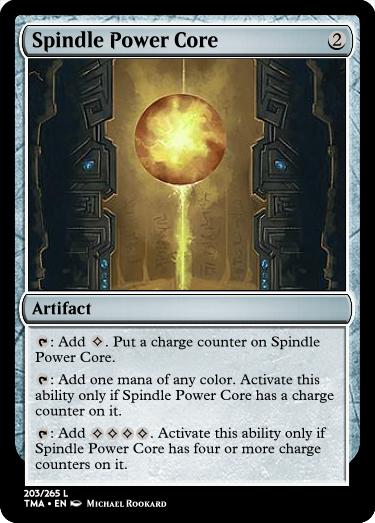 Spindle Power Core 2
Artifact
: Add ◇. Put a charge counter on Spindle
Power Core.
: Add one mana of any color. Activate this
ability only if Spindle Power Core has a charge
counter on it.
: Add ◇◇◇◇. Activate this ability only if
Spindle Power Core has four or more charge
counters on it.
203/265 L
TMA • EN Michael Rookard